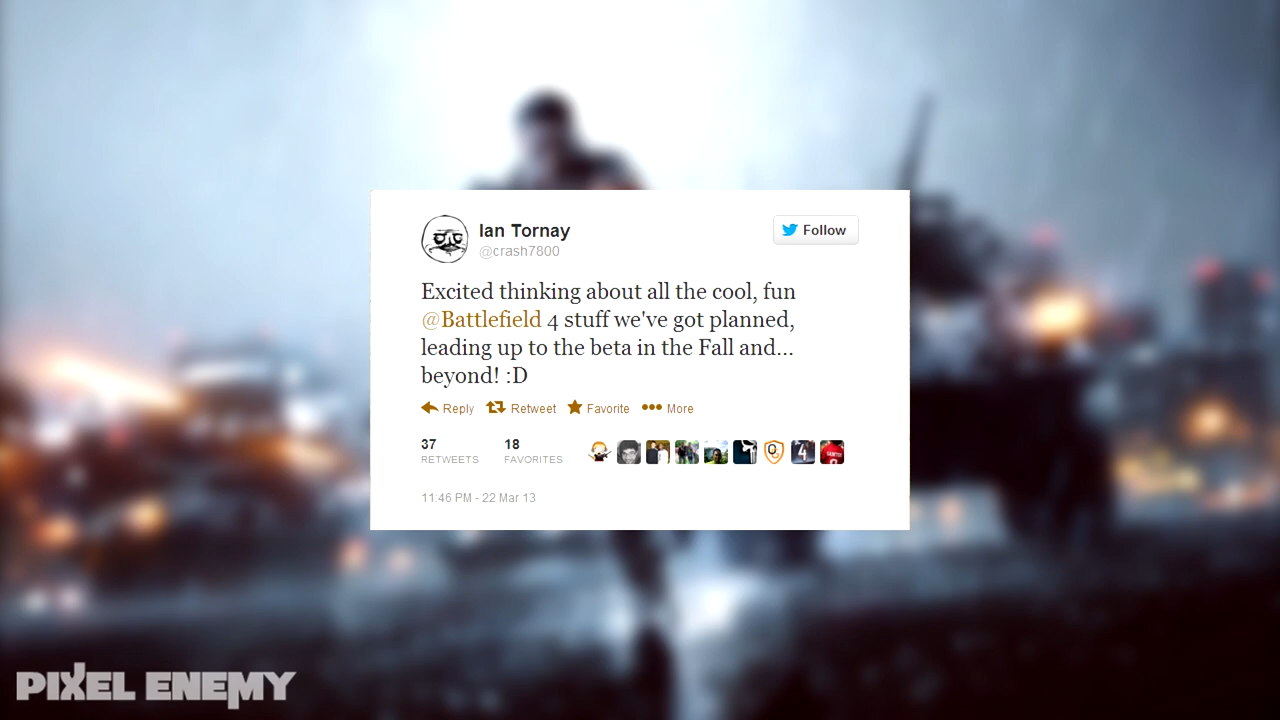 Ian Tornay
@crash7800
Follow
Excited thinking about all the cool, fun
@Battlefield 4 stuff we've got planned,
leading up to the beta in the Fall and...
beyond! :D
Reply Retweet Favorite More
37 18
RETWEETS FAVORITES
4
11:46 PM - 22 Mar 13
PIXEL ENEMY